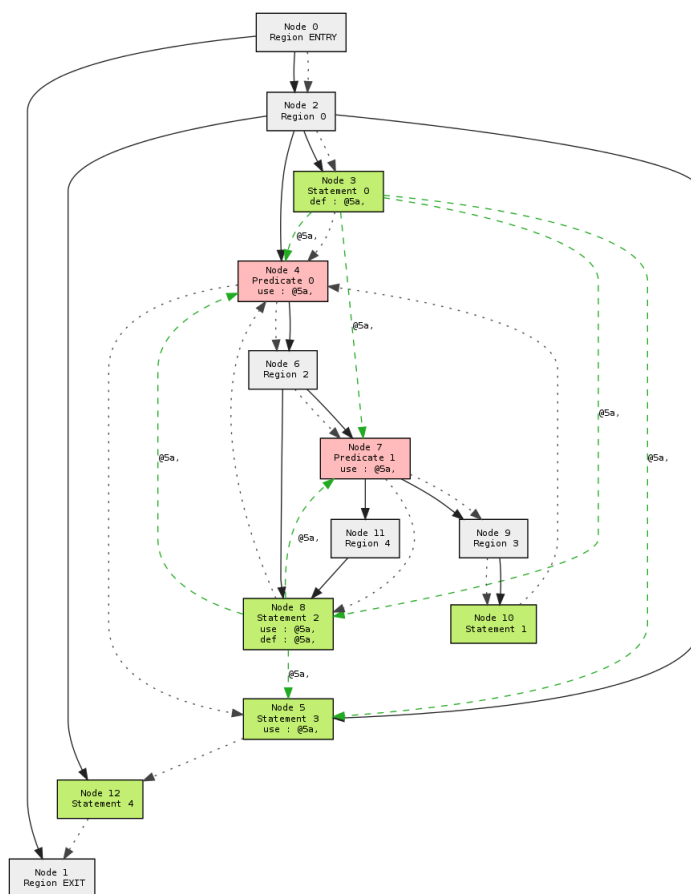 Node 0
Region ENTRY
Node 2
Region 0
Node 3
Statement 0
def : @5a,
@5a,
Node 4
Predicate 0
use : @5a,
@5a,
Node 6
Region 2
@5a,
@5a,
@5a,
Node 7
Predicate 1
use : @5a,
Node 11
Region 4
Node 9
Region 3
@5a,
Node 8
Statement 2
use : @5a,
def : @5a,
Node 10
Statement 1
@5a,
Node 5
Statement 3
use : @5a,
Node 12
Statement 4
Node 1
Region EXIT